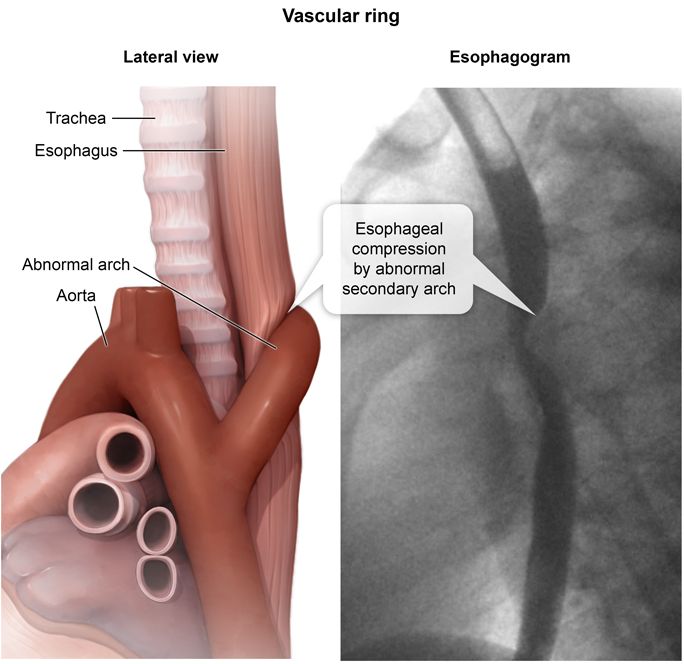 Vascular ring
Lateral view
Esophagogram
Trachea
Esophagus
Abnormal arch
Aorta
Esophageal
compression
by abnormal
secondary arch